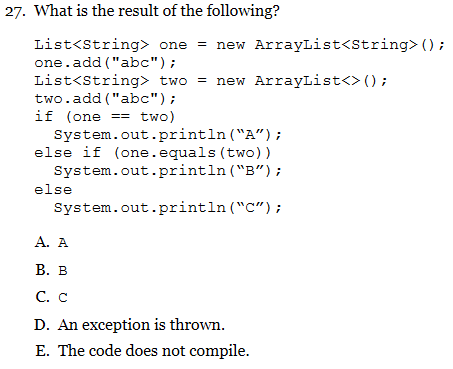 27. What is the result of the following?
List<String> one = new ArrayList<String>();
one.add("abc");
List<String> two = new ArrayList<>();
two.add("abc");
if (one == two)
System.out.println(“A”);
else if (one.equals(two))
System.out.println(“B”);
else
System.out.println(“C”);
A. A
B. B
C. C
D. An exception is thrown.
E. The code does not compile.